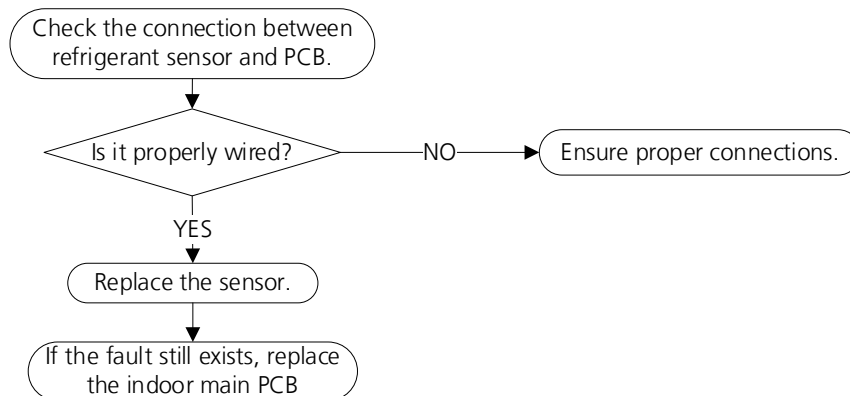 Check the connection between
refrigerant sensor and PCB.
Is it properly wired?
NO
Ensure proper connections.
YES
Replace the sensor.
If the fault still exists, replace
the indoor main PCB